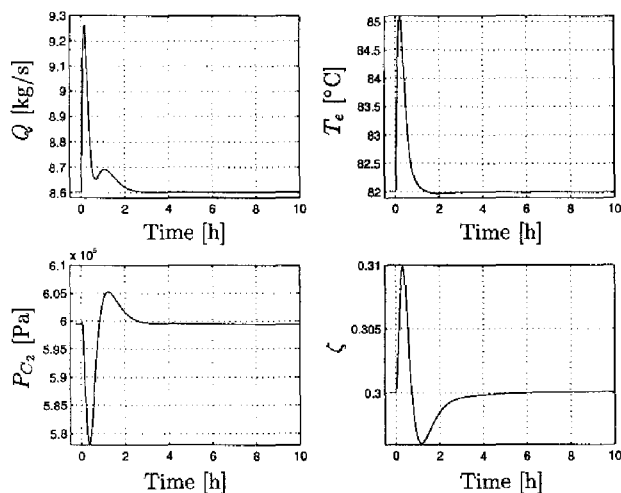 9.3
9.2
9.1
9
8.9
8.8
8.7
8.6
Q [kg/s]
0 2 4 6 8 10
Time [h]
85
84.5
84
83.5
83
82.5
82
T_e [°C]
0 2 4 6 8 10
Time [h]
x 10^5
6.1
6.05
6
5.95
5.9
5.85
5.8
P_{C_2} [Pa]
0 2 4 6 8 10
Time [h]
0.31
0.305
0.3
ζ
0 2 4 6 8 10
Time [h]